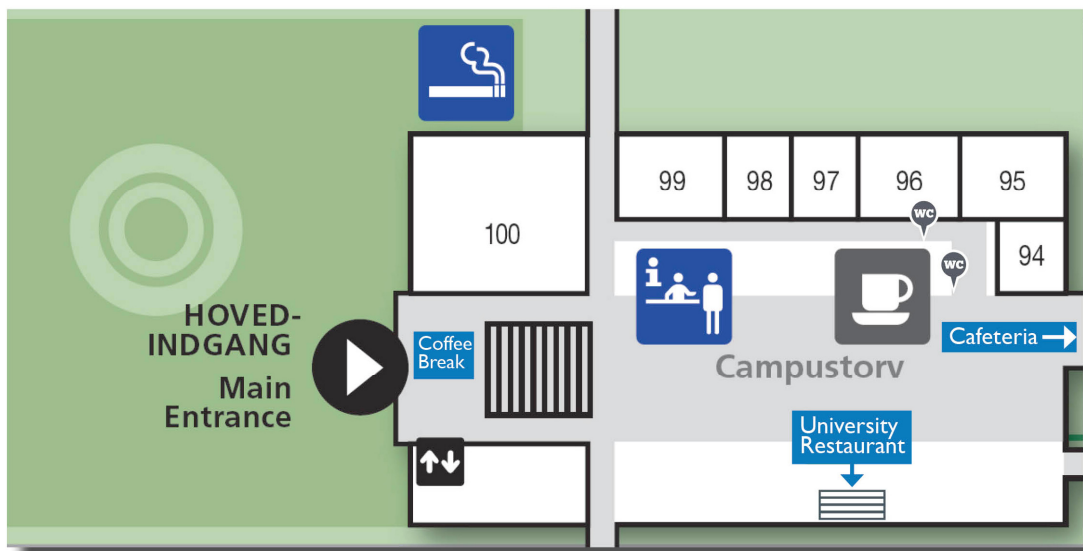 100
99
98
97
96
95
WC
94
WC
i
HOVED-
INDGANG
Main
Entrance
Coffee
Break
Cafeteria
Campustorv
University
Restaurant